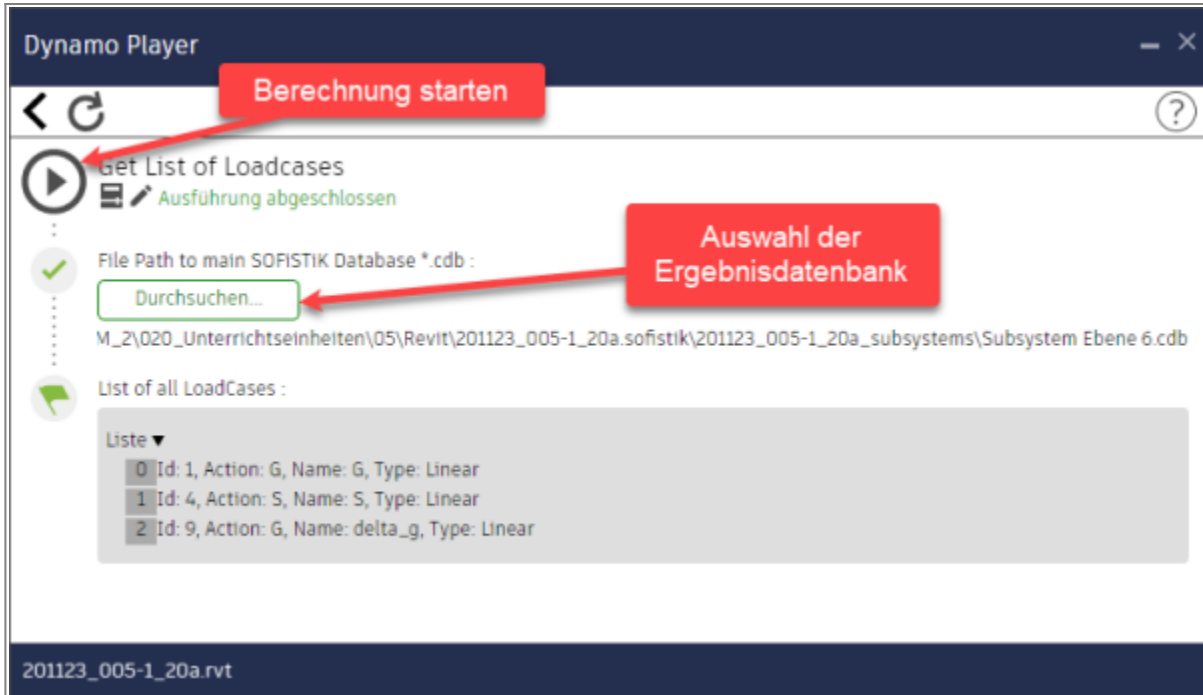 Dynamo Player
Berechnung starten
Get List of Loadcases
Ausführung abgeschlossen
Auswahl der
Ergebnisdatenbank
File Path to main SOFiSTiK Database *.cdb :
Durchsuchen...
M_2\020_Unterrichtseinheiten\05\Revit\201123_005-1_20a.sofistik\201123_005-1_20a_subsystems\Subsystem Ebene 6.cdb
List of all LoadCases :
Liste ▼
0 Id: 1, Action: G, Name: G, Type: Linear
1 Id: 4, Action: S, Name: S, Type: Linear
2 Id: 9, Action: G, Name: delta_g, Type: Linear
201123_005-1_20a.rvt